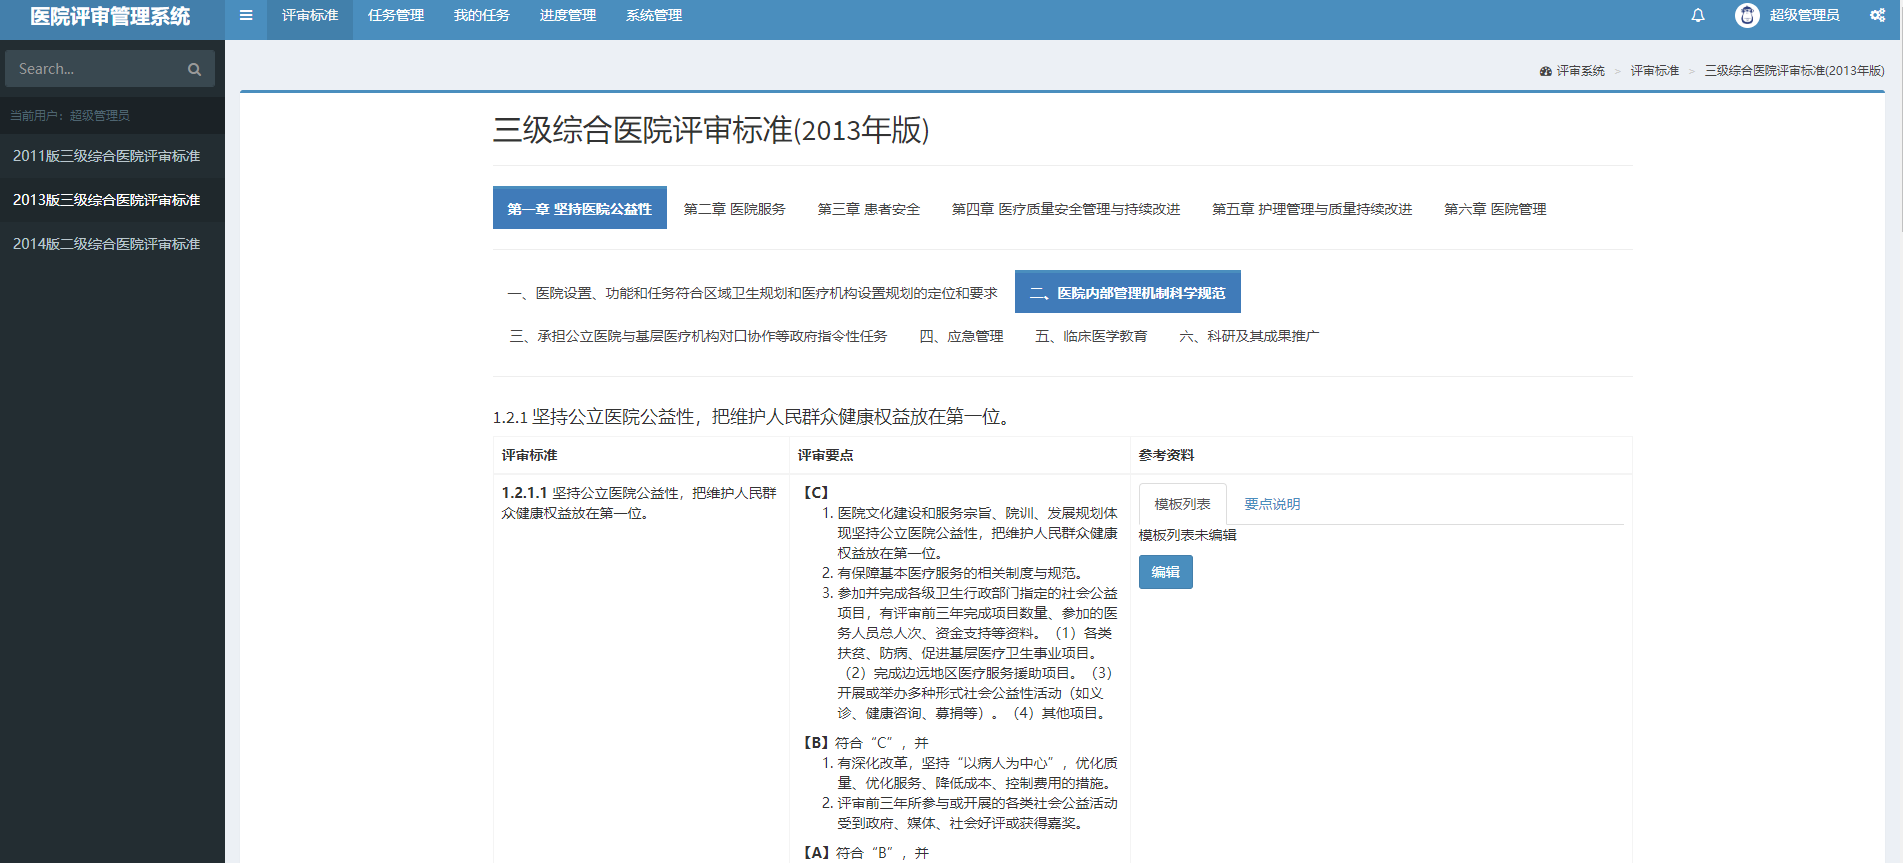 医院评审管理系统
评审标准 任务管理 我的任务 进度管理 系统管理
超级管理员
Search...
当前用户：超级管理员
2011版三级综合医院评审标准
2013版三级综合医院评审标准
2014版二级综合医院评审标准
评审系统 > 评审标准 > 三级综合医院评审标准(2013年版)
三级综合医院评审标准(2013年版)
第一章 坚持医院公益性 第二章 医院服务 第三章 患者安全 第四章 医疗质量安全管理与持续改进 第五章 护理管理与质量持续改进 第六章 医院管理
一、医院设置、功能和任务符合区域卫生规划和医疗机构设置规划的定位和要求 二、医院内部管理机制科学规范
三、承担公立医院与基层医疗机构对口协作等政府指令性任务 四、应急管理 五、临床医学教育 六、科研及其成果推广
1.2.1 坚持公立医院公益性，把维护人民群众健康权益放在第一位。
评审标准 评审要点 参考资料
1.2.1.1 坚持公立医院公益性，把维护人民群
众健康权益放在第一位。
【C】
1. 医院文化建设和服务宗旨、院训、发展规划体
现坚持公立医院公益性，把维护人民群众健康
权益放在第一位。
2. 有保障基本医疗服务的相关制度与规范。
3. 参加并完成各级卫生行政部门指定的社会公益
项目，有评审前三年完成项目数量、参加的医
务人员总人次、资金支持等资料。（1）各类
扶贫、防病、促进基层医疗卫生事业项目。
（2）完成边远地区医疗服务援助项目。（3）
开展或举办多种形式社会公益性活动（如义
诊、健康咨询、募捐等）。（4）其他项目。
【B】符合“C”，并
1. 有深化改革，坚持“以病人为中心”，优化质
量、优化服务、降低成本、控制费用的措施。
2. 评审前三年所参与或开展的各类社会公益活动
受到政府、媒体、社会好评或获得嘉奖。
【A】符合“B”，并
模板列表 要点说明
模板列表未编辑
编辑